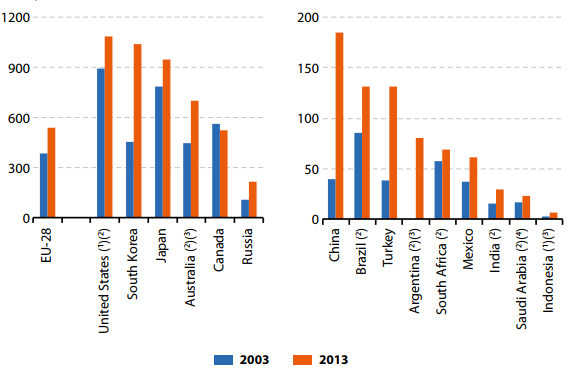 1200
900
600
300
0
EU-28
United States (¹)(²)
South Korea
Japan
Australia (²)(³)
Canada
Russia
200
150
100
50
0
China
Brazil (²)
Turkey
Argentina (²)(³)
South Africa (²)
Mexico
India (²)
Saudi Arabia (²)(⁴)
Indonesia (¹)(³)
2003 2013